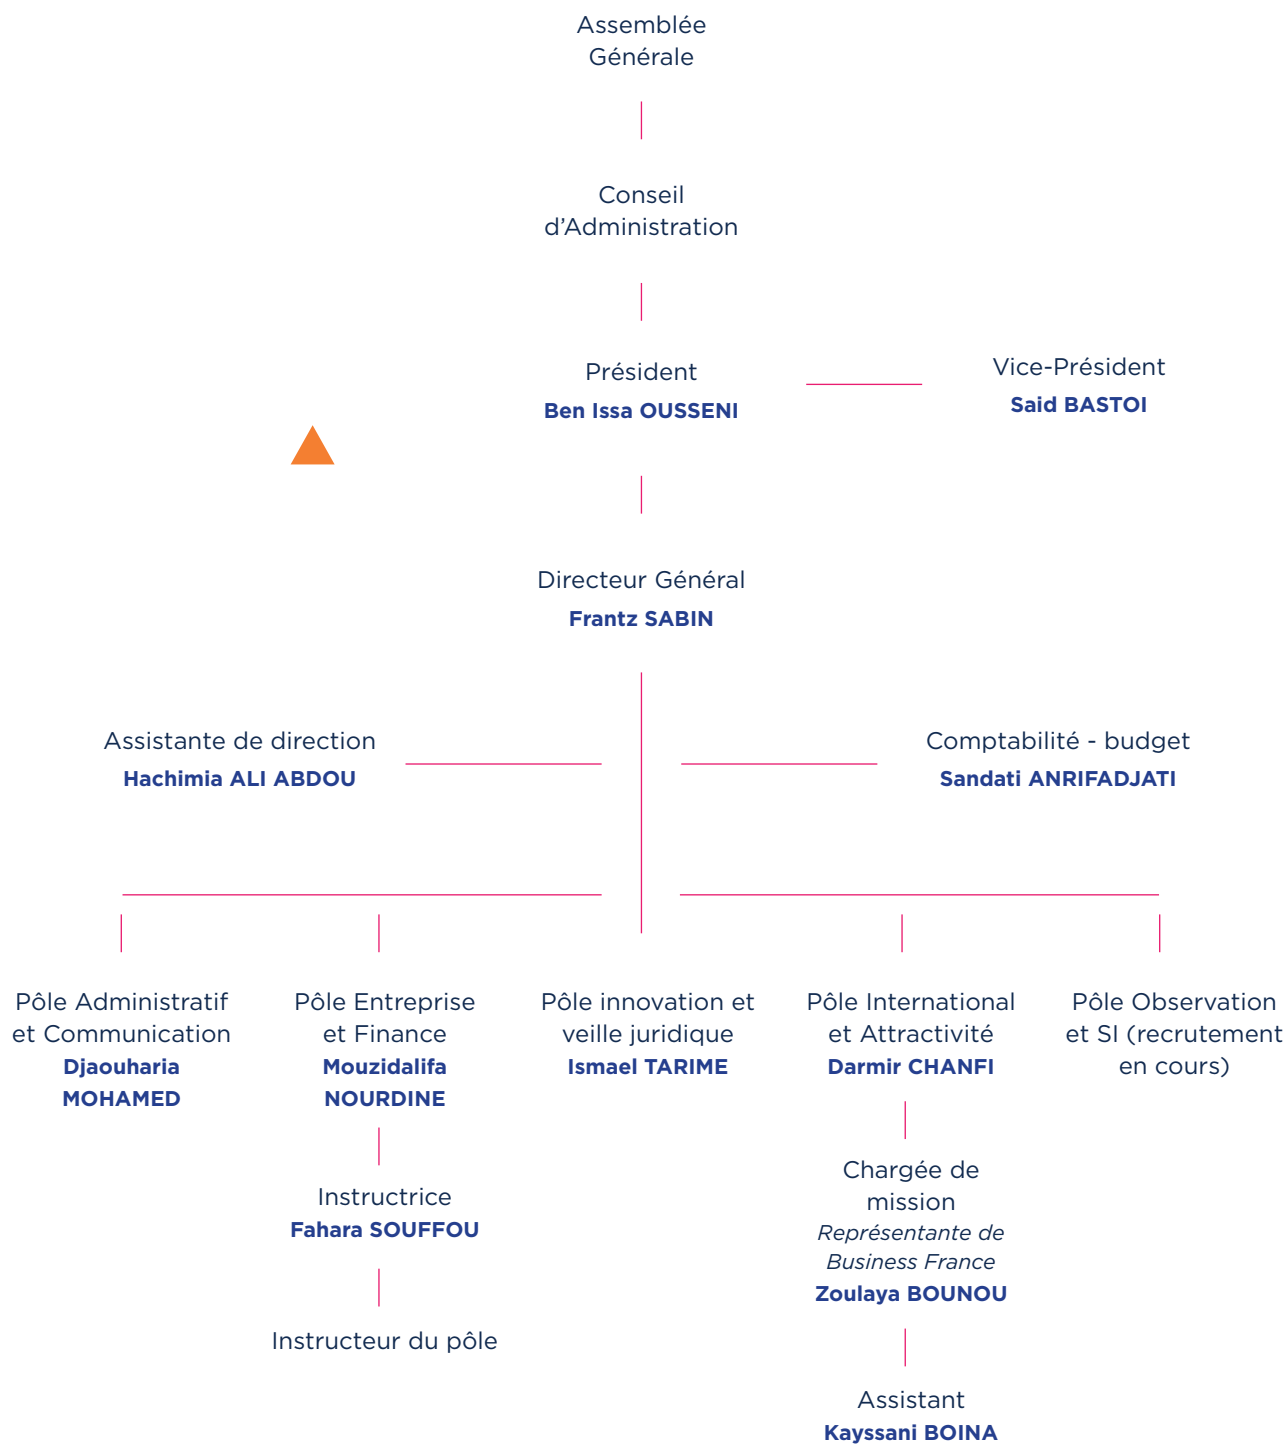 Assemblée
Générale
Conseil
d’Administration
Président
Ben Issa OUSSENI
Vice-Président
Said BASTOI
Directeur Général
Frantz SABIN
Assistante de direction
Hachimia ALI ABDOU
Comptabilité - budget
Sandati ANRIFADJATI
Pôle Administratif
et Communication
Djaouharia
MOHAMED
Pôle Entreprise
et Finance
Mouzidalifa
NOURDINE
Instructrice
Fahara SOUFFOU
Instructeur du pôle
Pôle innovation et
veille juridique
Ismael TARIME
Pôle International
et Attractivité
Darmir CHANFI
Chargée de
mission
Représentante de
Business France
Zoulaya BOUNOU
Assistant
Kayssani BOINA
Pôle Observation
et SI (recrutement
en cours)